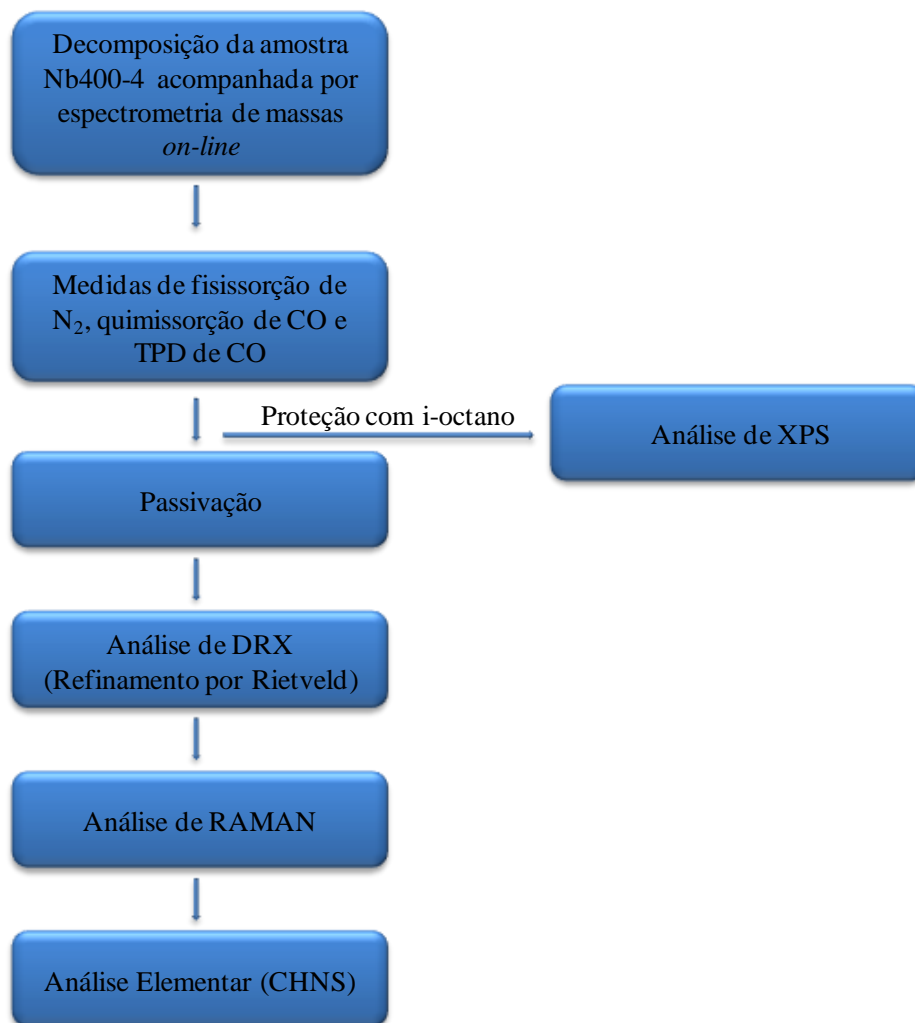 Decomposição da amostra
Nb400-4 acompanhada por
espectrometria de massas
on-line
Medidas de fisissorção de
N₂, quimissorção de CO e
TPD de CO
Proteção com i-octano
Análise de XPS
Passivação
Análise de DRX
(Refinamento por Rietveld)
Análise de RAMAN
Análise Elementar (CHNS)